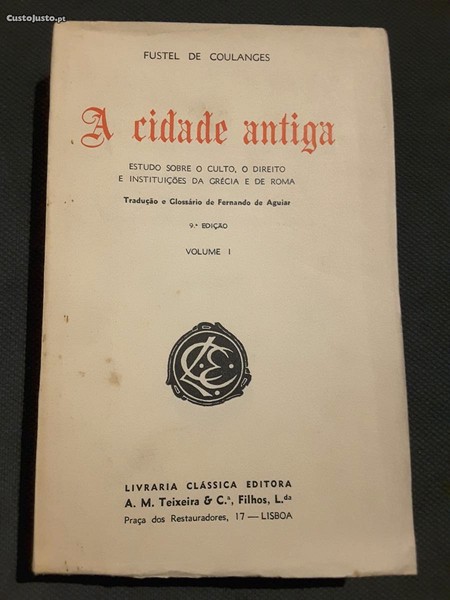 CustoJusto.pt
FUSTEL DE COULANGES
A cidade antiga
ESTUDO SOBRE O CULTO, O DIREITO
E INSTITUIÇÕES DA GRÉCIA E DE ROMA
Tradução e Glossário de Fernando de Aguiar
9.ª EDIÇÃO
VOLUME I
LCE
LIVRARIA CLÁSSICA EDITORA
A. M. Teixeira & C.ª, Filhos, L.da
Praça dos Restauradores, 17 — LISBOA